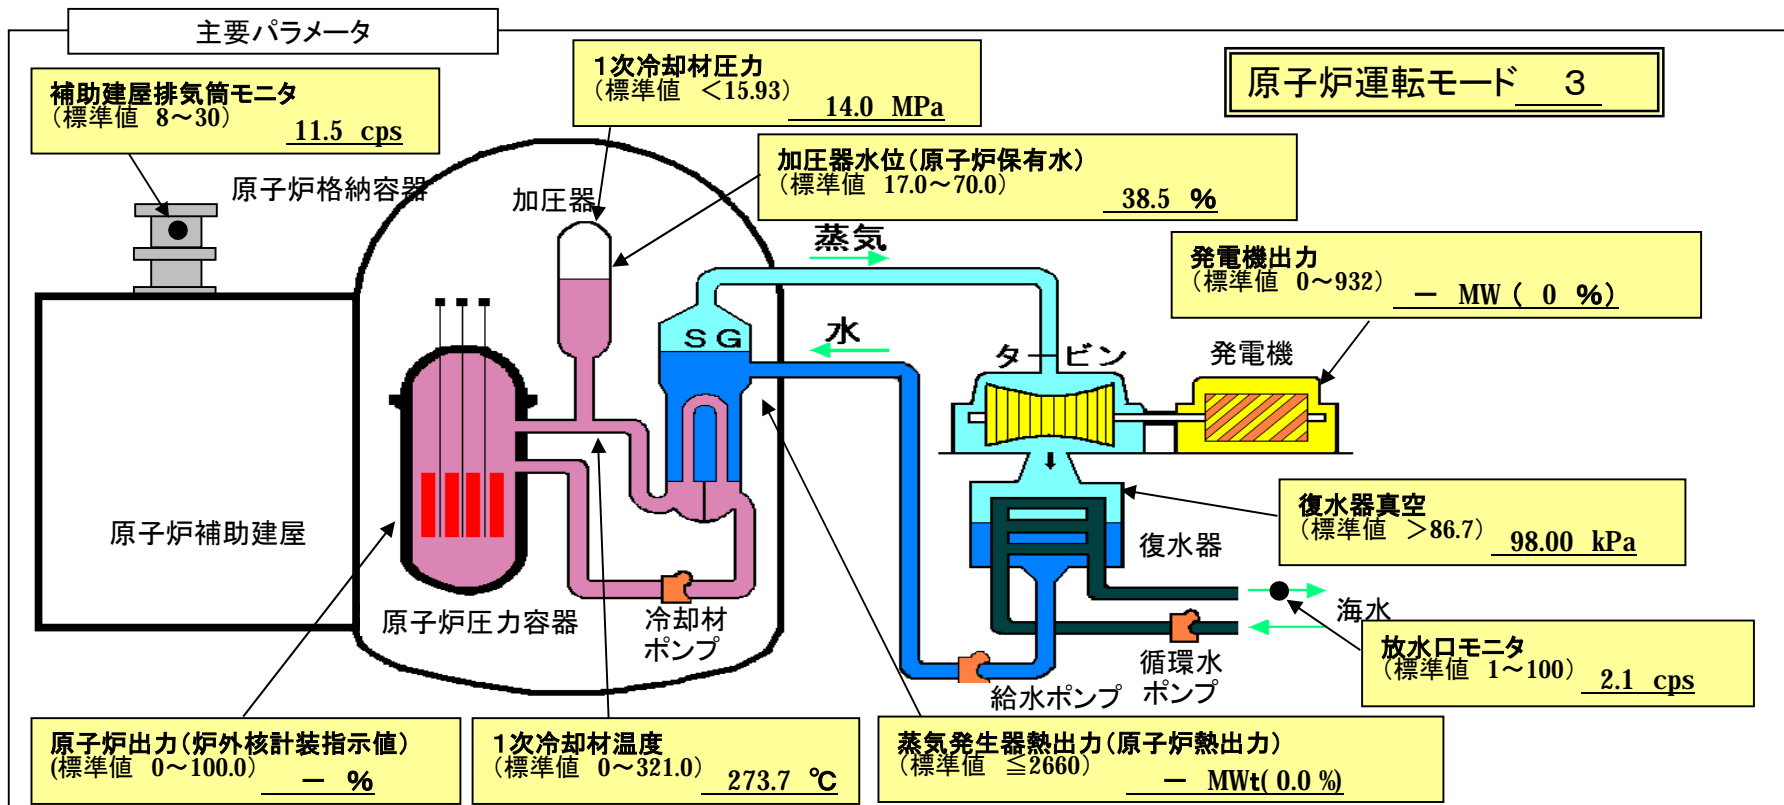 主要パラメータ
原子炉運転モード 3
補助建屋排気筒モニタ
（標準値 8～30）
11.5 cps
1次冷却材圧力
（標準値 ＜15.93）
14.0 MPa
加圧器水位（原子炉保有水）
（標準値 17.0～70.0）
38.5 %
原子炉格納容器
加圧器
蒸気
発電機出力
（標準値 0～932）
－ MW ( 0 %)
ＳＧ
水
タービン
発電機
原子炉補助建屋
復水器真空
（標準値 ＞86.7）
98.00 kPa
復水器
原子炉圧力容器
冷却材
ポンプ
海水
循環水
ポンプ
給水ポンプ
放水口モニタ
（標準値 1～100）
2.1 cps
原子炉出力（炉外核計装指示値）
(標準値 0～100.0)
－ %
1次冷却材温度
（標準値 0～321.0）
273.7 ℃
蒸気発生器熱出力（原子炉熱出力）
（標準値 ≦2660）
－ MWt( 0.0 %)